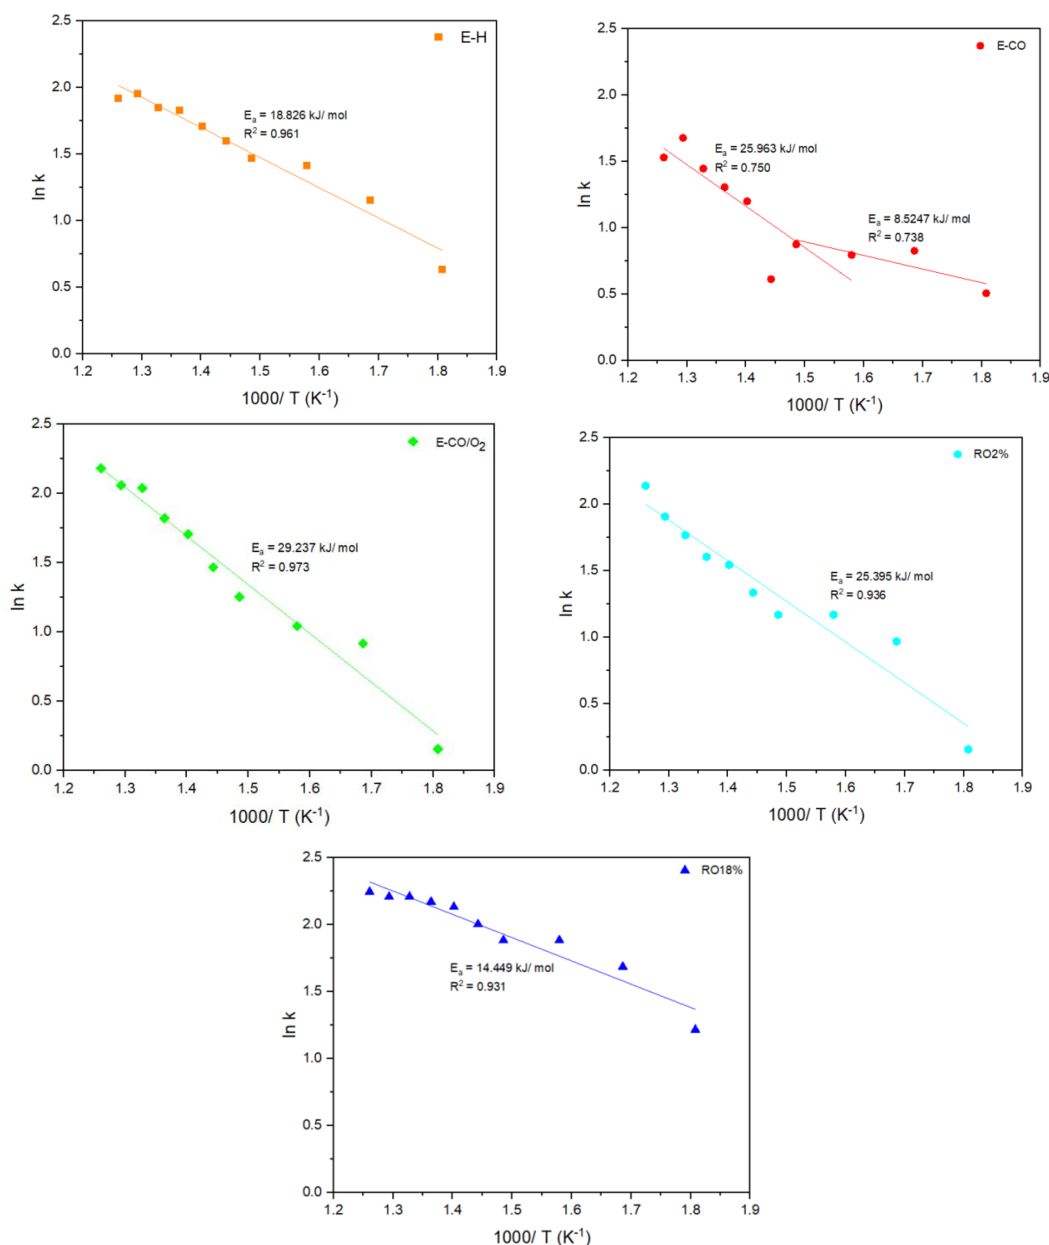 E-H
E_a = 18.826 kJ/ mol
R² = 0.961
ln k
2.5
2.0
1.5
1.0
0.5
0.0
1.2 1.3 1.4 1.5 1.6 1.7 1.8 1.9
1000/ T (K⁻¹)
E-CO
E_a = 25.963 kJ/ mol
R² = 0.750
E_a = 8.5247 kJ/ mol
R² = 0.738
ln k
2.5
2.0
1.5
1.0
0.5
0.0
1.2 1.3 1.4 1.5 1.6 1.7 1.8 1.9
1000/ T (K⁻¹)
E-CO/O₂
E_a = 29.237 kJ/ mol
R² = 0.973
ln k
2.5
2.0
1.5
1.0
0.5
0.0
1.2 1.3 1.4 1.5 1.6 1.7 1.8 1.9
1000/ T (K⁻¹)
RO2%
E_a = 25.395 kJ/ mol
R² = 0.936
ln k
2.5
2.0
1.5
1.0
0.5
0.0
1.2 1.3 1.4 1.5 1.6 1.7 1.8 1.9
1000/ T (K⁻¹)
RO18%
E_a = 14.449 kJ/ mol
R² = 0.931
ln k
2.5
2.0
1.5
1.0
0.5
0.0
1.2 1.3 1.4 1.5 1.6 1.7 1.8 1.9
1000/ T (K⁻¹)